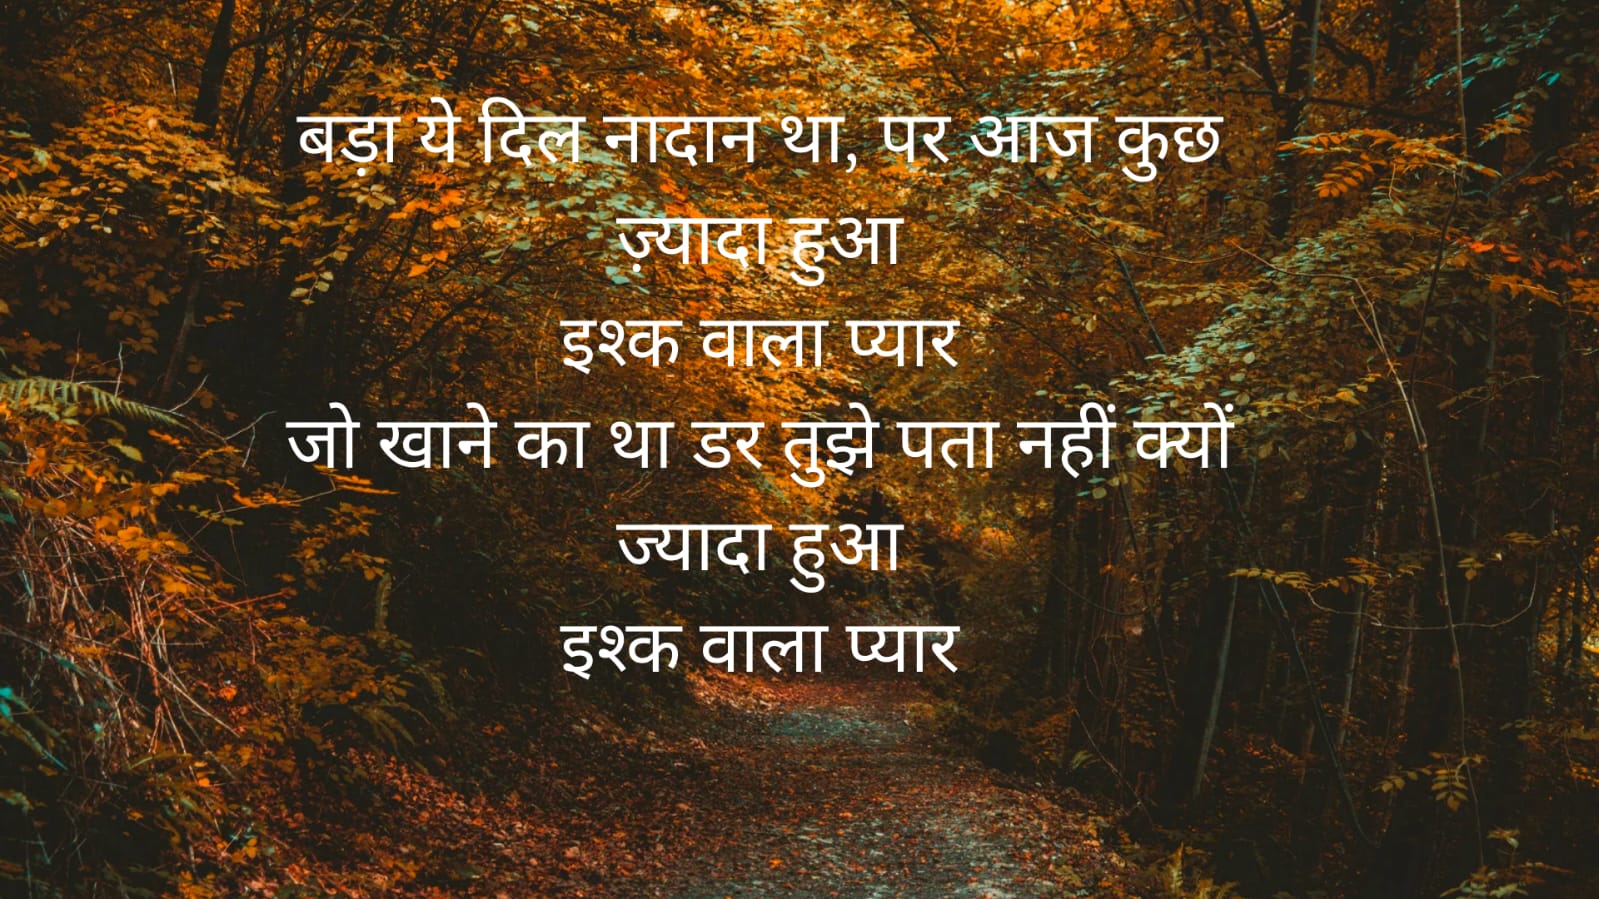 बड़ा ये दिल नादान था, पर आज कुछ
ज़्यादा हुआ
इश्क वाला प्यार
जो खाने का था डर तुझे पता नहीं क्यों
ज्यादा हुआ
इश्क वाला प्यार